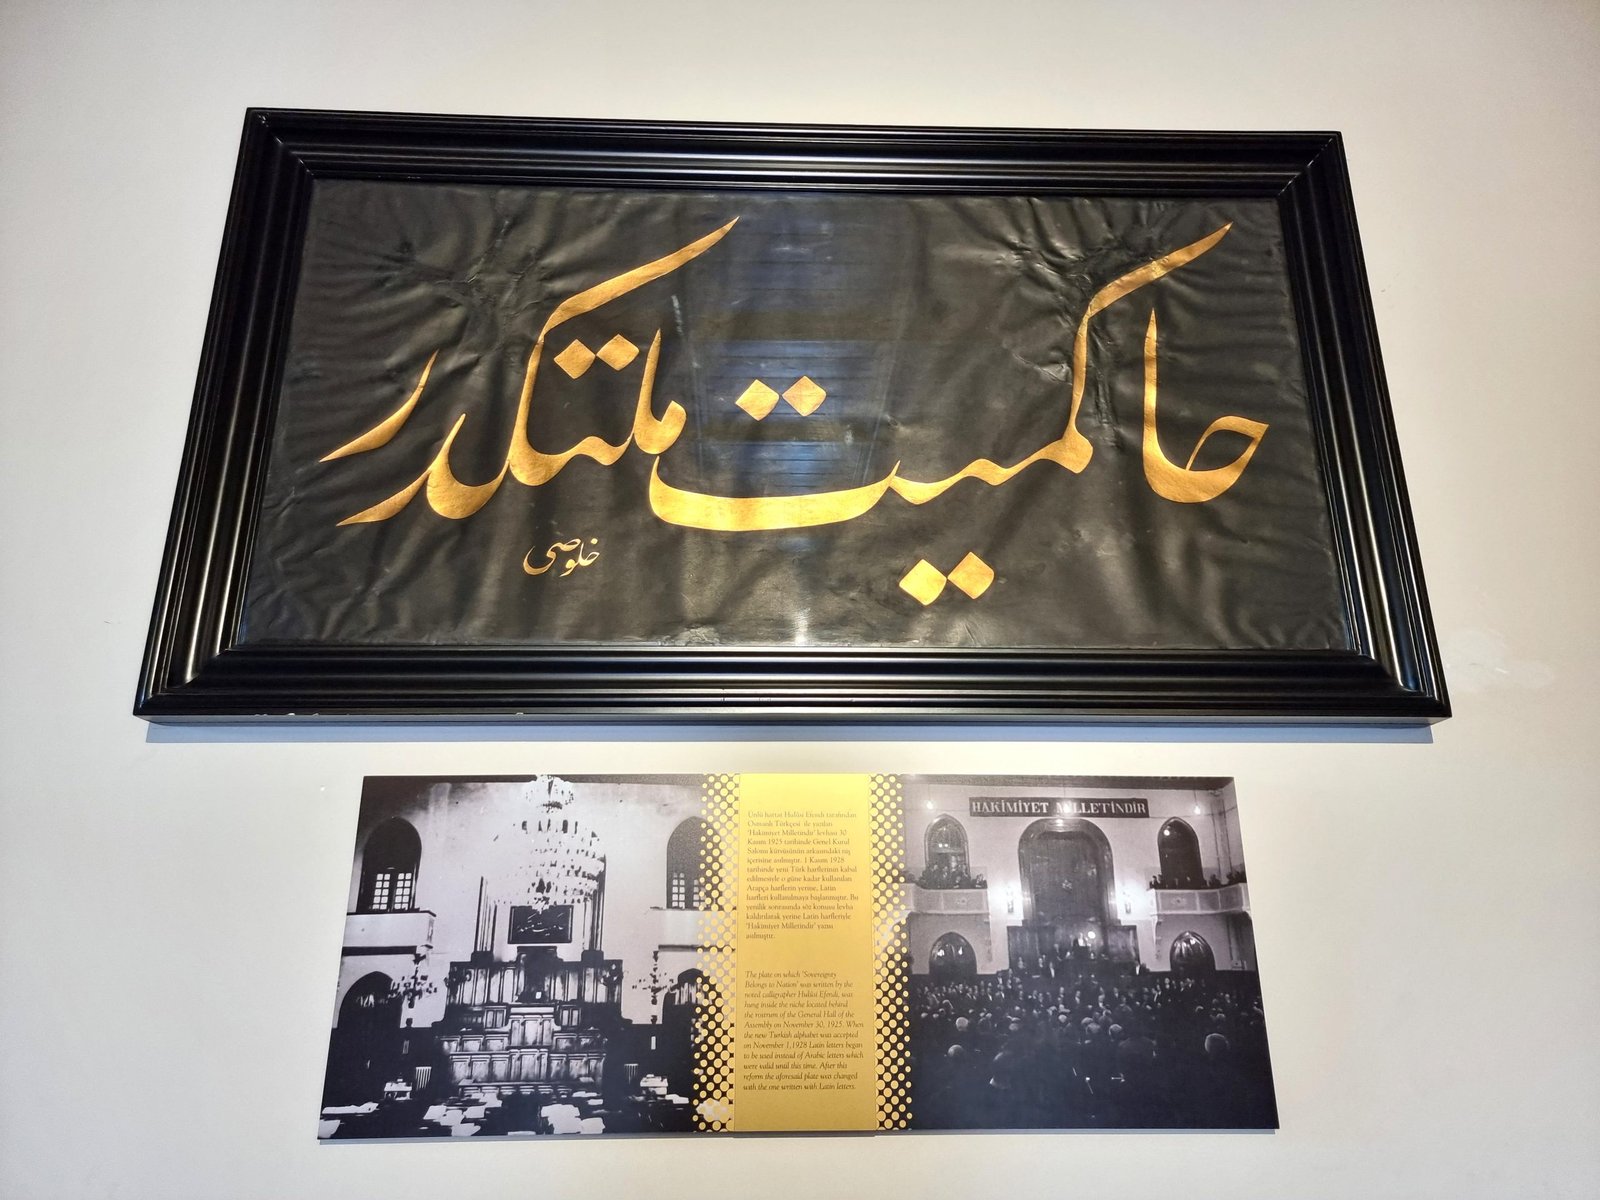 حاكميت ملتكدر
خلوصی
HAKİMİYET MİLLETİNDİR
Ünlü hattat Hulûsi Efendi tarafından
Osmanlı Türkçesi ile yazılan
'Hakimiyet Milletindir' levhası 30
Kasım 1925 tarihinde Genel Kurul
Salonu kürsüsünün arkasındaki niş
içerisine asılmıştır. 1 Kasım 1928
tarihinde yeni Türk harflerinin kabul
edilmesiyle o güne kadar kullanılan
Arapça harflerin yerine, Latin
harfleri kullanılmaya başlanmıştır. Bu
yenilik sonrasında söz konusu levha
kaldırılarak yerine Latin harfleriyle
'Hakimiyet Milletindir' yazısı
asılmıştır.
The plate on which 'Sovereignty
Belongs to Nation' was written by the
noted calligrapher Hulûsi Efendi, was
hung inside the niche located behind
the rostrum of the General Hall of the
Assembly on November 30, 1925. When
the new Turkish alphabet was accepted
on November 1,1928 Latin letters began
to be used instead of Arabic letters which
were valid until this time. After this
reform the aforesaid plate was changed
with the one written with Latin letters.